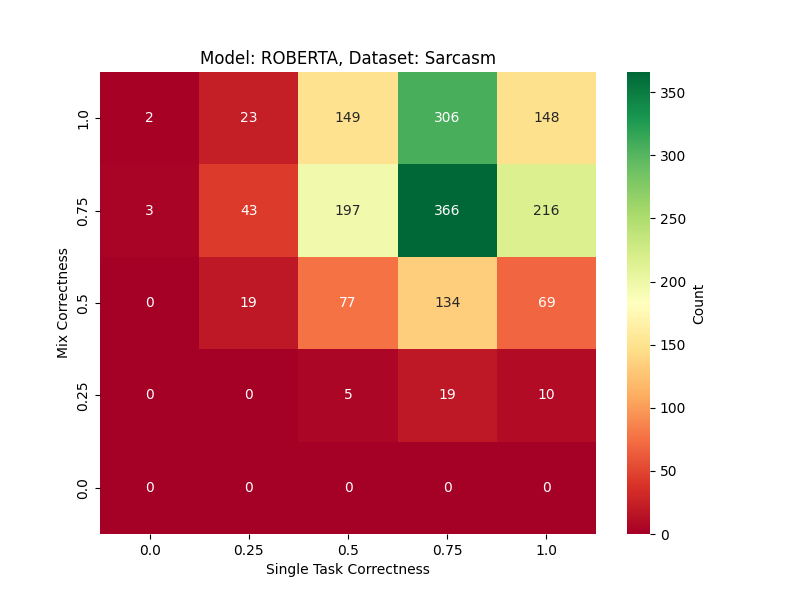 Model: ROBERTA, Dataset: Sarcasm
Mix Correctness
1.0 2 23 149 306 148
0.75 3 43 197 366 216
0.5 0 19 77 134 69
0.25 0 0 5 19 10
0.0 0 0 0 0 0
0.0 0.25 0.5 0.75 1.0
Single Task Correctness
350
300
250
200
150
100
50
0
Count